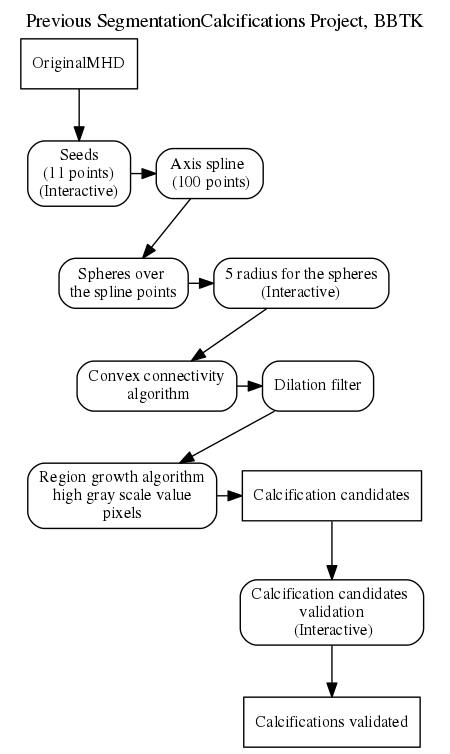 Previous SegmentationCalcifications Project, BBTK
OriginalMHD
Seeds
(11 points)
(Interactive)
Axis spline
(100 points)
Spheres over
the spline points
5 radius for the spheres
(Interactive)
Convex connectivity
algorithm
Dilation filter
Region growth algorithm
high gray scale value
pixels
Calcification candidates
Calcification candidates
validation
(Interactive)
Calcifications validated